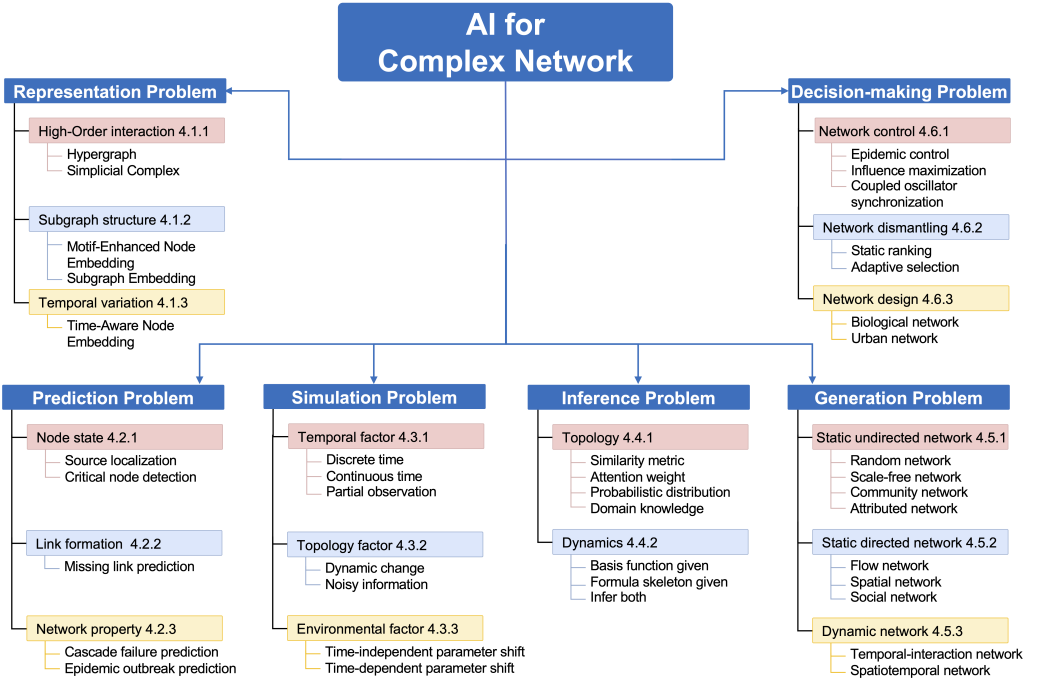 AI for
Complex Network
Representation Problem
High-Order interaction 4.1.1
Hypergraph
Simplicial Complex
Subgraph structure 4.1.2
Motif-Enhanced Node
Embedding
Subgraph Embedding
Temporal variation 4.1.3
Time-Aware Node
Embedding
Decision-making Problem
Network control 4.6.1
Epidemic control
Influence maximization
Coupled oscillator
synchronization
Network dismantling 4.6.2
Static ranking
Adaptive selection
Network design 4.6.3
Biological network
Urban network
Prediction Problem
Node state 4.2.1
Source localization
Critical node detection
Link formation 4.2.2
Missing link prediction
Network property 4.2.3
Cascade failure prediction
Epidemic outbreak prediction
Simulation Problem
Temporal factor 4.3.1
Discrete time
Continuous time
Partial observation
Topology factor 4.3.2
Dynamic change
Noisy information
Environmental factor 4.3.3
Time-independent parameter shift
Time-dependent parameter shift
Inference Problem
Topology 4.4.1
Similarity metric
Attention weight
Probabilistic distribution
Domain knowledge
Dynamics 4.4.2
Basis function given
Formula skeleton given
Infer both
Generation Problem
Static undirected network 4.5.1
Random network
Scale-free network
Community network
Attributed network
Static directed network 4.5.2
Flow network
Spatial network
Social network
Dynamic network 4.5.3
Temporal-interaction network
Spatiotemporal network